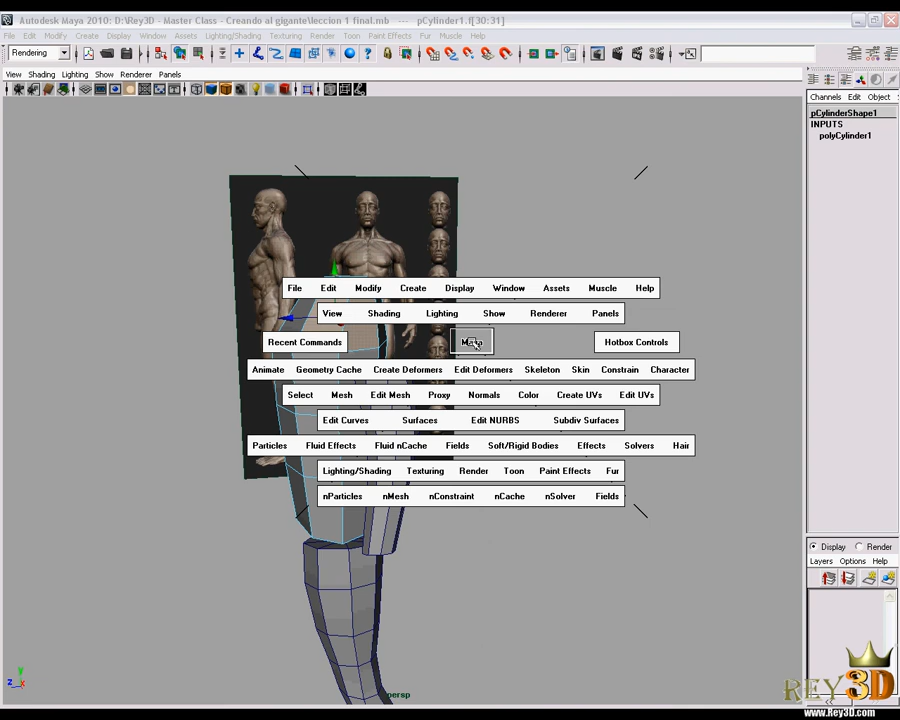 Autodesk Maya 2010: D:\Rey3D - Master Class - Creando al gigante\leccion 1 final.mb --- pCylinder1.f[30:31]
File Edit Modify Create Display Window Assets Lighting/Shading Texturing Render Toon Paint Effects Fur Muscle Help
Rendering
View Shading Lighting Show Renderer Panels
Channels Edit Object
pCylinderShape1
INPUTS
polyCylinder1
File Edit Modify Create Display Window Assets Muscle Help
View Shading Lighting Show Renderer Panels
Recent Commands Maya Hotbox Controls
Animate Geometry Cache Create Deformers Edit Deformers Skeleton Skin Constrain Character
Select Mesh Edit Mesh Proxy Normals Color Create UVs Edit UVs
Edit Curves Surfaces Edit NURBS Subdiv Surfaces
Particles Fluid Effects Fluid nCache Fields Soft/Rigid Bodies Effects Solvers Hair
Lighting/Shading Texturing Render Toon Paint Effects Fur
nParticles nMesh nConstraint nCache nSolver Fields
Display Render
Layers Options Help
persp
y
z x
REY3D
www.Rey3D.com